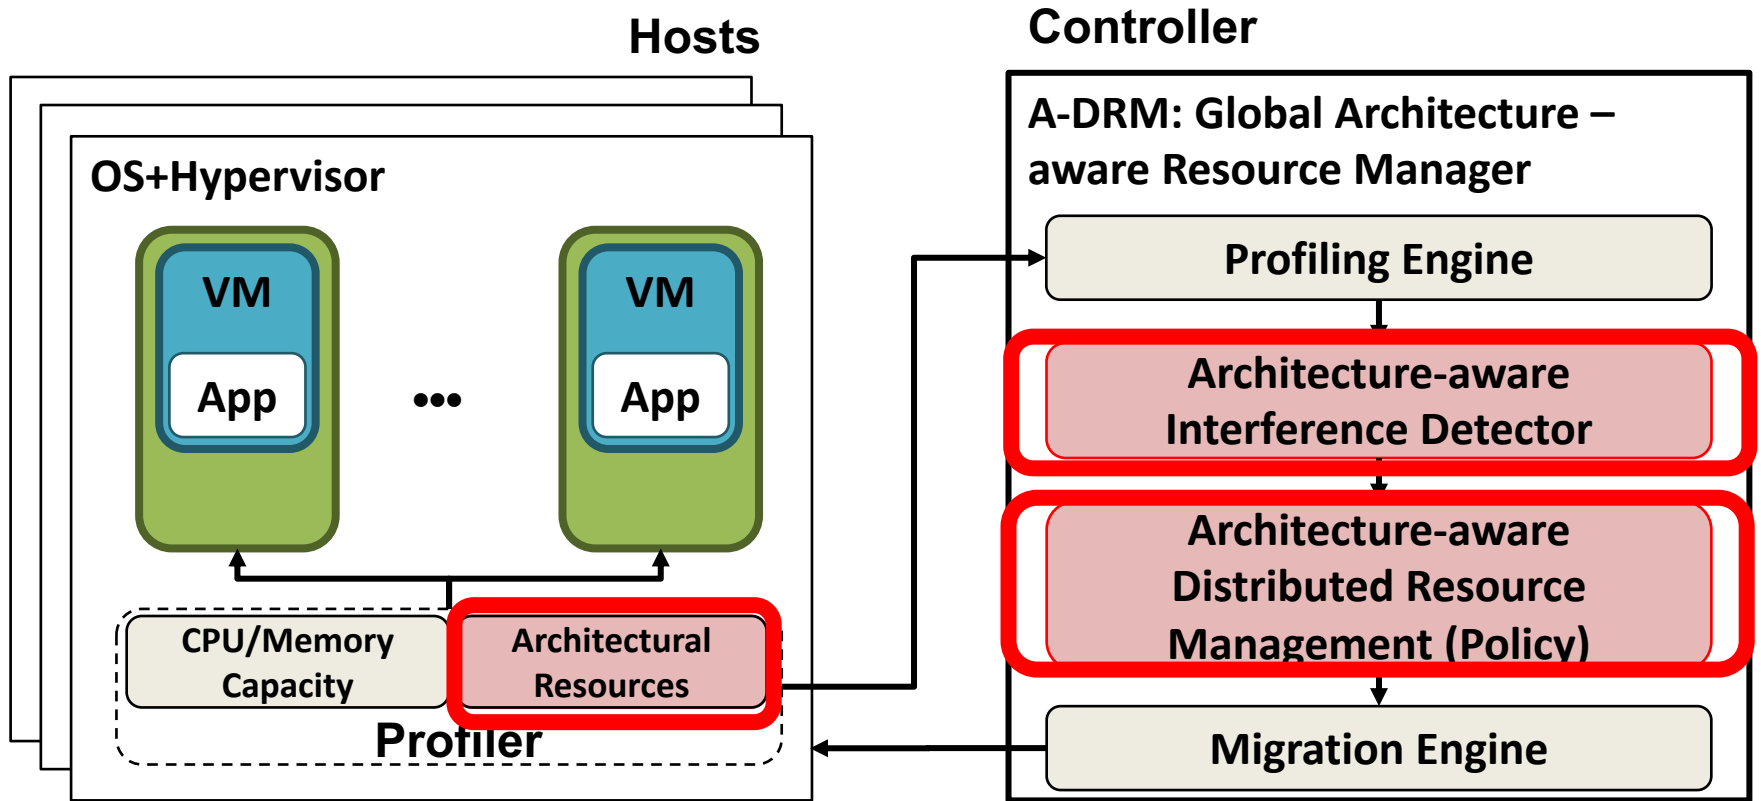 Hosts
OS+Hypervisor
VM
App
•••
VM
App
CPU/Memory
Capacity
Architectural
Resources
Profiler
Controller
A-DRM: Global Architecture –
aware Resource Manager
Profiling Engine
Architecture-aware
Interference Detector
Architecture-aware
Distributed Resource
Management (Policy)
Migration Engine